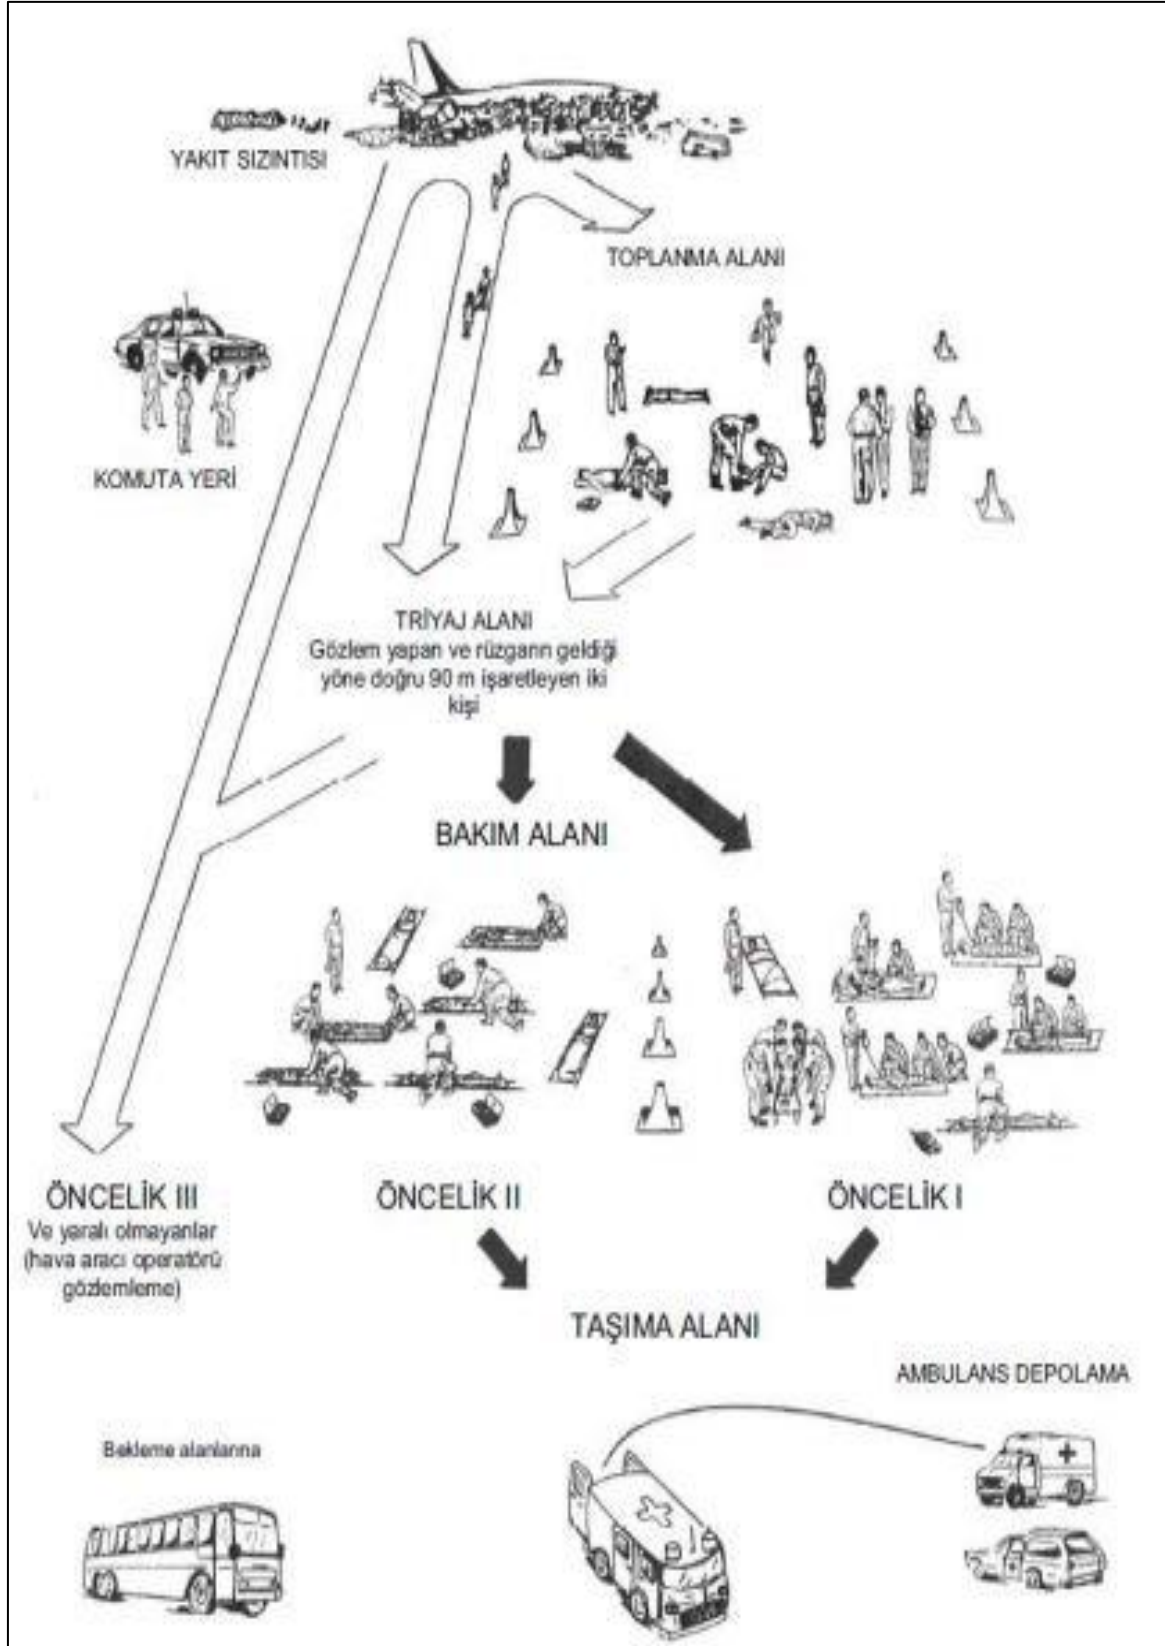 YAKIT SIZINTISI
TOPLANMA ALANI
KOMUTA YERİ
TRİYAJ ALANI
Gözlem yapan ve rüzgarın geldiği
yöne doğru 90 m işaretleyen iki
kişi
BAKIM ALANI
ÖNCELİK III
Ve yaralı olmayanlar
(hava aracı operatörü
gözlemleme)
ÖNCELİK II
ÖNCELİK I
TAŞIMA ALANI
AMBULANS DEPOLAMA
Bekleme alanlarına